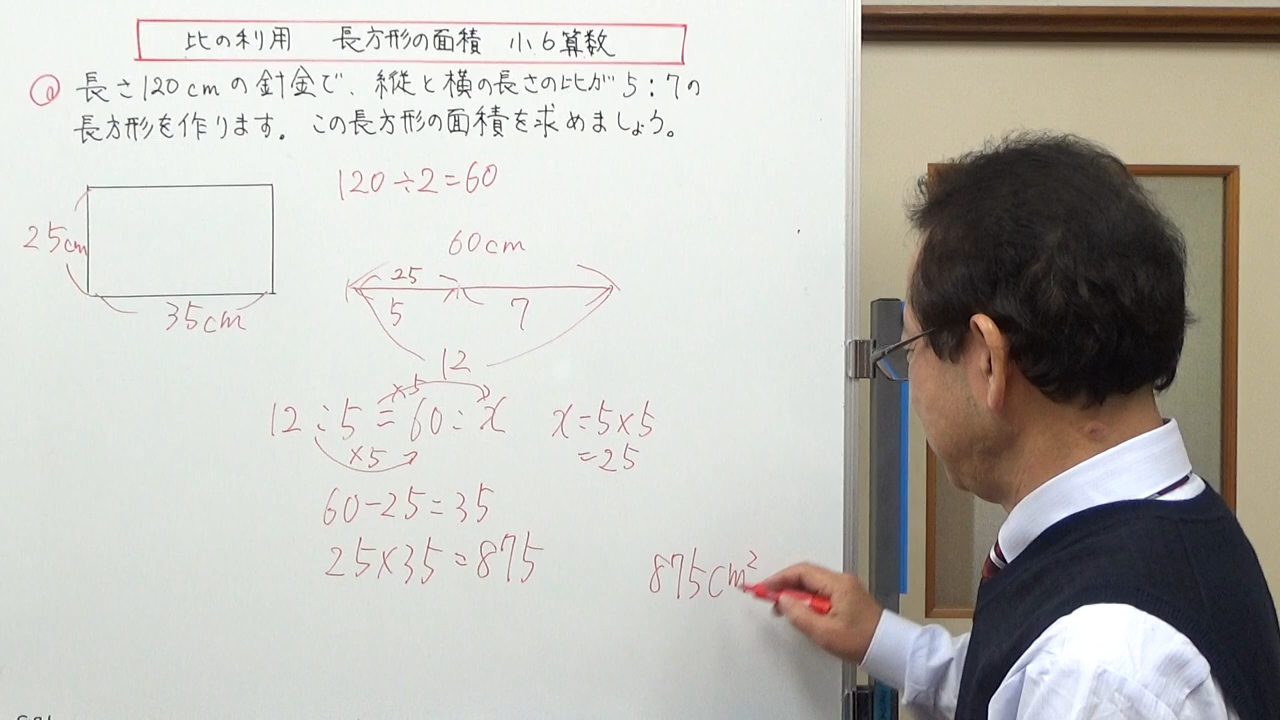 比の利用 長方形の面積 小6算数
① 長さ120cmの針金で、縦と横の長さの比が5:7の
長方形を作ります。この長方形の面積を求めましょう。
120÷2=60
60cm
25
5
7
12
25cm
35cm
×5
12:5=60:x
×5
x=5×5
=25
60-25=35
25×35=875
875cm²